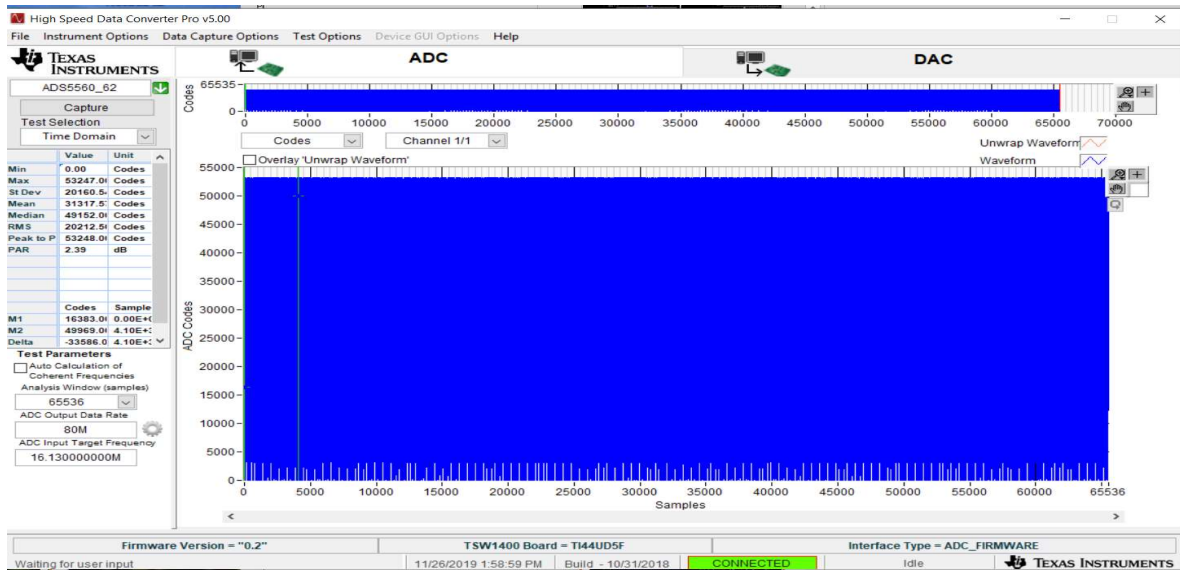 High Speed Data Converter Pro v5.00
File Instrument Options Data Capture Options Test Options Device GUI Options Help
TEXAS INSTRUMENTS
ADC
DAC
ADS5560_62
Capture
Test Selection
Time Domain
Value Unit
Min 0.00 Codes
Max 53247.0 Codes
St Dev 20160.5 Codes
Mean 31317.5 Codes
Median 49152.0 Codes
RMS 20212.5 Codes
Peak to P 53248.0 Codes
PAR 2.39 dB
Codes Sample
M1 16383.0 0.00E+
M2 49969.0 4.10E+
Delta -33586.0 4.10E+
Test Parameters
Auto Calculation of
Coherent Frequencies
Analysis Window (samples)
65536
ADC Output Data Rate
80M
ADC Input Target Frequency
16.130000000M
Codes
65535
0
0 5000 10000 15000 20000 25000 30000 35000 40000 45000 50000 55000 60000 65000 70000
Codes Channel 1/1
Unwrap Waveform
Overlay 'Unwrap Waveform'
Waveform
ADC Codes
55000
50000
45000
40000
35000
30000
25000
20000
15000
10000
5000
0
0 5000 10000 15000 20000 25000 30000 35000 40000 45000 50000 55000 60000 65536
Samples
Firmware Version = "0.2" TSW1400 Board = TI44UD5F Interface Type = ADC_FIRMWARE
Waiting for user input 11/26/2019 1:58:59 PM Build - 10/31/2018 CONNECTED Idle TEXAS INSTRUMENTS